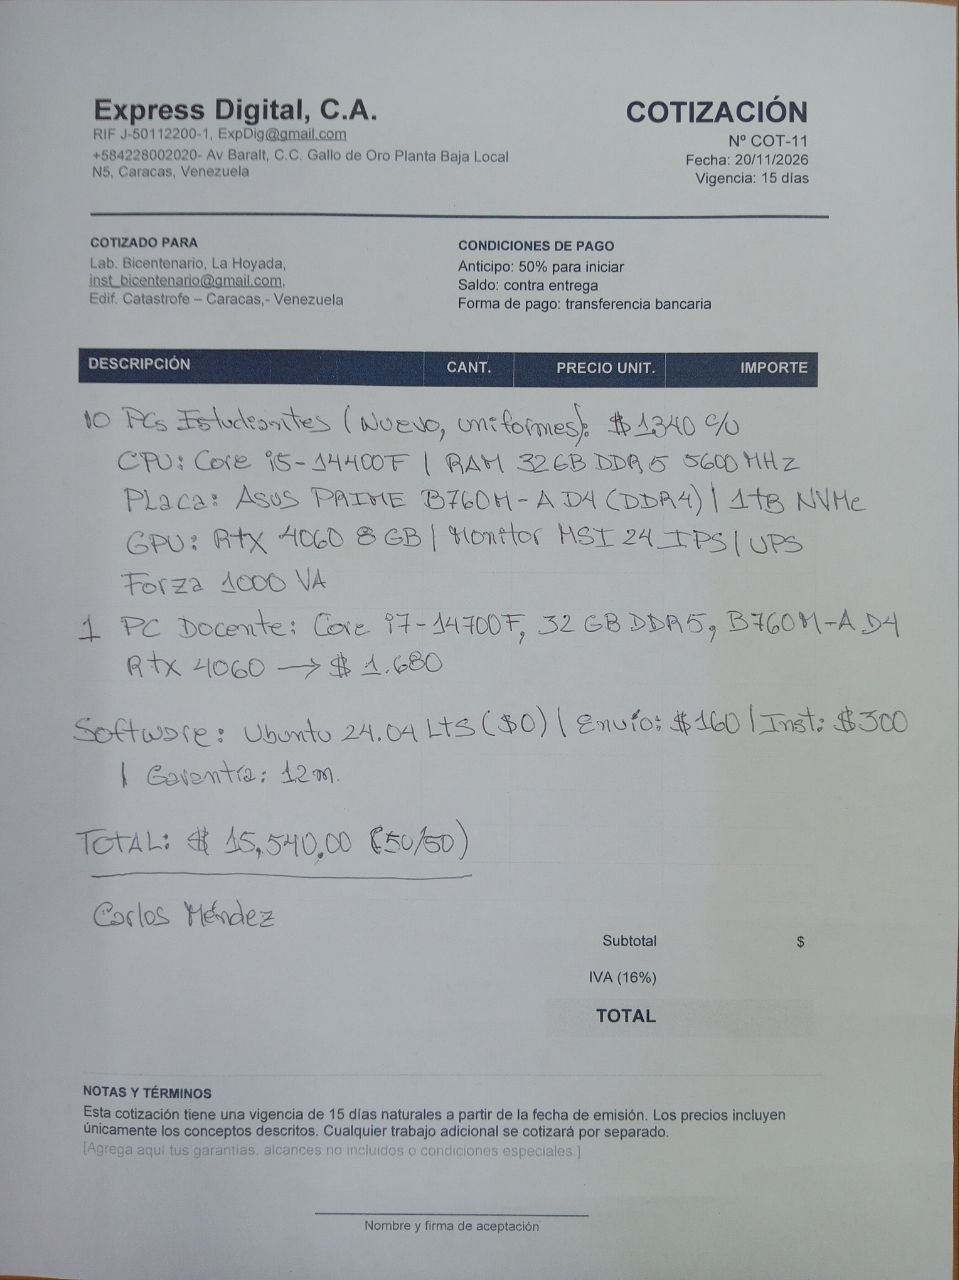 Express Digital, C.A.
COTIZACIÓN
RIF J-50112200-1, ExpDig@gmail.com
Nº COT-11
+584228002020- Av Baralt, C.C. Gallo de Oro Planta Baja Local
Fecha: 20/11/2026
N5, Caracas, Venezuela
Vigencia: 15 días
COTIZADO PARA
Lab. Bicentenario, La Hoyada,
inst_bicentenario@gmail.com,
Edif. Catastrofe – Caracas,- Venezuela
CONDICIONES DE PAGO
Anticipo: 50% para iniciar
Saldo: contra entrega
Forma de pago: transferencia bancaria
DESCRIPCIÓN CANT. PRECIO UNIT. IMPORTE
10 PCs Estudiantes (Nuevo, uniformes): $1340 c/u
CPU: Core i5-14400F | RAM 32GB DDR5 5600 MHz
Placa: Asus PRIME B760M-A D4 (DDR4) | 1tB NVMe
GPU: Rtx 4060 8 GB | Monitor MSI 24 IPS | UPS
Forza 1000 VA
1 PC Docente: Core i7-14700F, 32 GB DDR5, B760M-A D4
Rtx 4060 → $ 1.680
Software: Ubuntu 24.04 LTS ($0) | Envío: $160 | Inst: $300
| Garantía: 12m.
TOTAL: $ 15,540,00 (50/50)
Carlos Méndez
Subtotal $
IVA (16%)
TOTAL
NOTAS Y TÉRMINOS
Esta cotización tiene una vigencia de 15 días naturales a partir de la fecha de emisión. Los precios incluyen
únicamente los conceptos descritos. Cualquier trabajo adicional se cotizará por separado.
[Agrega aquí tus garantías, alcances no incluidos o condiciones especiales.]
Nombre y firma de aceptación